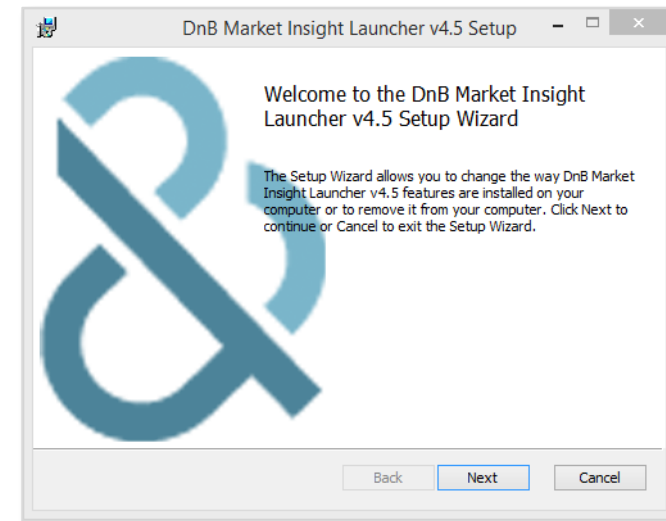 DnB Market Insight Launcher v4.5 Setup
Welcome to the DnB Market Insight
Launcher v4.5 Setup Wizard
The Setup Wizard allows you to change the way DnB Market
Insight Launcher v4.5 features are installed on your
computer or to remove it from your computer. Click Next to
continue or Cancel to exit the Setup Wizard.
Back Next Cancel